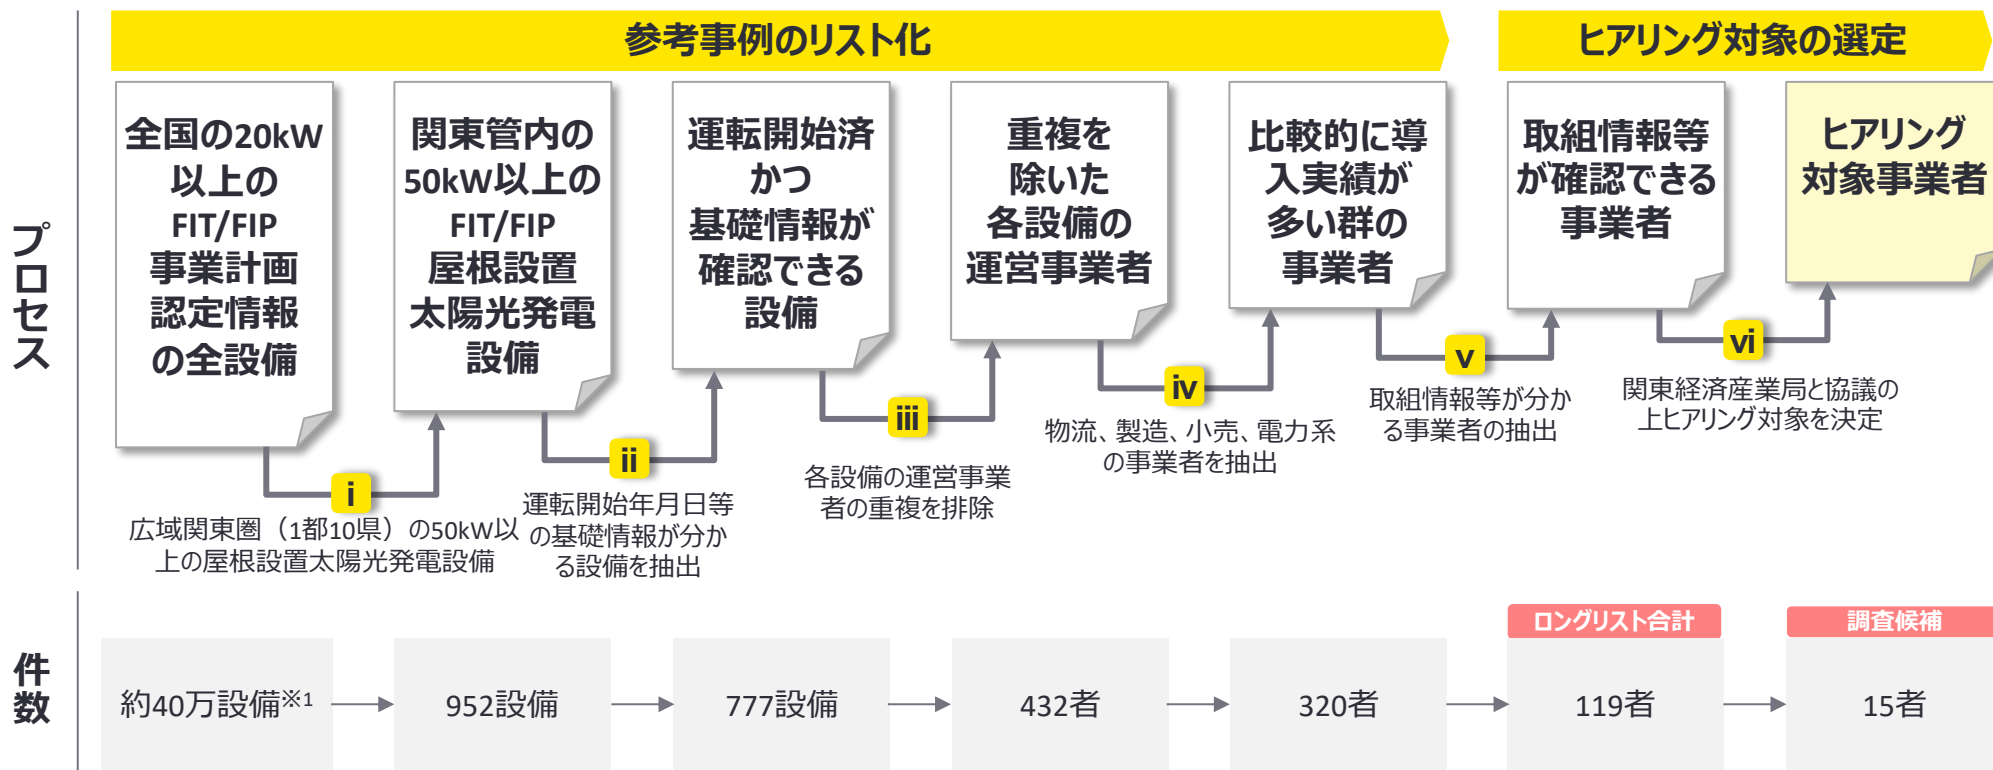 参考事例のリスト化
ヒアリング対象の選定
プロセス
全国の20kW
以上の
FIT/FIP
事業計画
認定情報
の全設備
関東管内の
50kW以上の
FIT/FIP
屋根設置
太陽光発電
設備
運転開始済
かつ
基礎情報が
確認できる
設備
重複を
除いた
各設備の
運営事業者
比較的に導
入実績が
多い群の
事業者
取組情報等
が確認できる
事業者
ヒアリング
対象事業者
i
広域関東圏（1都10県）の50kW以
上の屋根設置太陽光発電設備
ii
運転開始年月日等
の基礎情報が分か
る設備を抽出
iii
各設備の運営事業
者の重複を排除
iv
物流、製造、小売、電力系
の事業者を抽出
v
取組情報等が分か
る事業者の抽出
vi
関東経済産業局と協議の
上ヒアリング対象を決定
件数
約40万設備※1
952設備
777設備
432者
320者
ロングリスト合計
119者
調査候補
15者